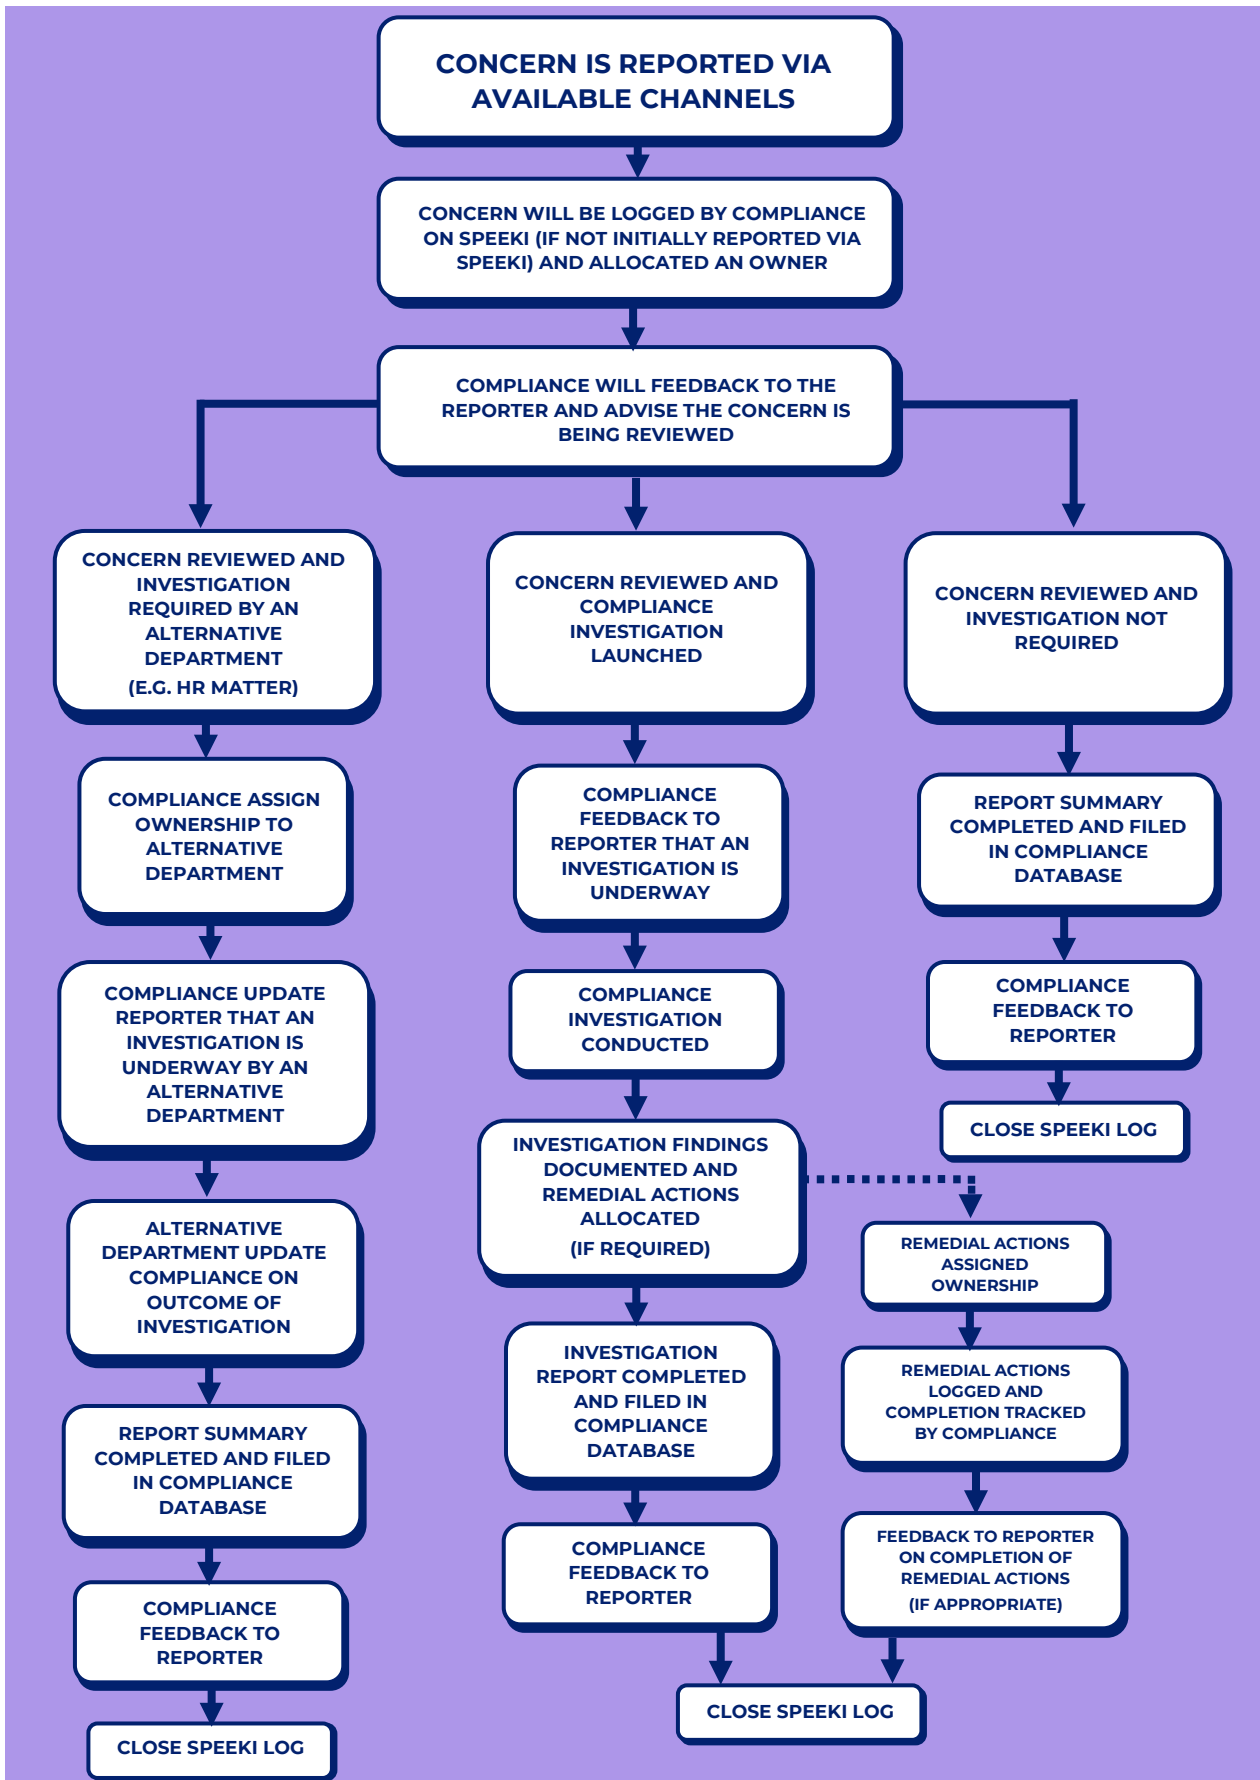 CONCERN IS REPORTED VIA
AVAILABLE CHANNELS
CONCERN WILL BE LOGGED BY COMPLIANCE
ON SPEEKI (IF NOT INITIALLY REPORTED VIA
SPEEKI) AND ALLOCATED AN OWNER
COMPLIANCE WILL FEEDBACK TO THE
REPORTER AND ADVISE THE CONCERN IS
BEING REVIEWED
CONCERN REVIEWED AND
INVESTIGATION
REQUIRED BY AN
ALTERNATIVE
DEPARTMENT
(E.G. HR MATTER)
COMPLIANCE ASSIGN
OWNERSHIP TO
ALTERNATIVE
DEPARTMENT
COMPLIANCE UPDATE
REPORTER THAT AN
INVESTIGATION IS
UNDERWAY BY AN
ALTERNATIVE
DEPARTMENT
ALTERNATIVE
DEPARTMENT UPDATE
COMPLIANCE ON
OUTCOME OF
INVESTIGATION
REPORT SUMMARY
COMPLETED AND FILED
IN COMPLIANCE
DATABASE
COMPLIANCE
FEEDBACK TO
REPORTER
CLOSE SPEEKI LOG
CONCERN REVIEWED AND
COMPLIANCE
INVESTIGATION
LAUNCHED
COMPLIANCE
FEEDBACK TO
REPORTER THAT AN
INVESTIGATION IS
UNDERWAY
COMPLIANCE
INVESTIGATION
CONDUCTED
INVESTIGATION FINDINGS
DOCUMENTED AND
REMEDIAL ACTIONS
ALLOCATED
(IF REQUIRED)
INVESTIGATION
REPORT COMPLETED
AND FILED IN
COMPLIANCE
DATABASE
COMPLIANCE
FEEDBACK TO
REPORTER
CONCERN REVIEWED AND
INVESTIGATION NOT
REQUIRED
REPORT SUMMARY
COMPLETED AND FILED
IN COMPLIANCE
DATABASE
COMPLIANCE
FEEDBACK TO
REPORTER
CLOSE SPEEKI LOG
REMEDIAL ACTIONS
ASSIGNED
OWNERSHIP
REMEDIAL ACTIONS
LOGGED AND
COMPLETION TRACKED
BY COMPLIANCE
FEEDBACK TO REPORTER
ON COMPLETION OF
REMEDIAL ACTIONS
(IF APPROPRIATE)
CLOSE SPEEKI LOG